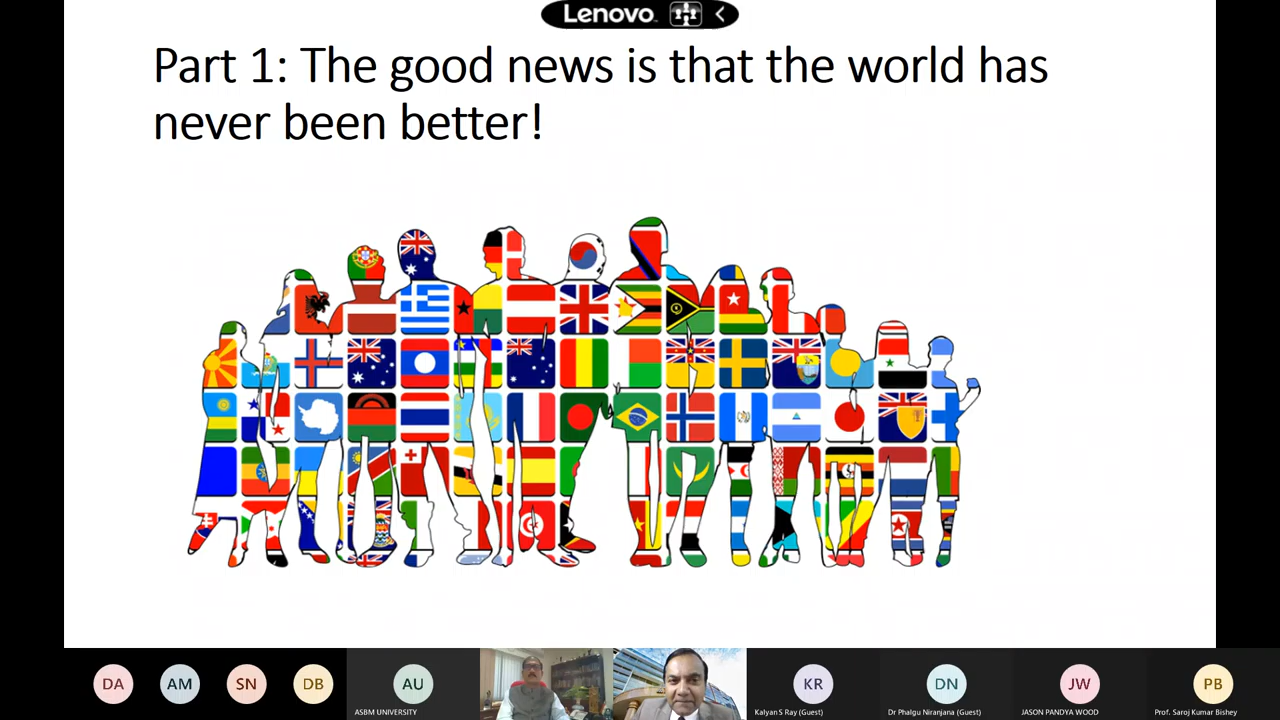 Lenovo
Part 1: The good news is that the world has
never been better!
DA
AM
SN
DB
AU
KR
DN
JW
PB
ASBM UNIVERSITY
Kalyan S Ray (Guest)
Dr Phalgu Niranjana (Guest)
JASON PANDYA WOOD
Prof. Saroj Kumar Bishey